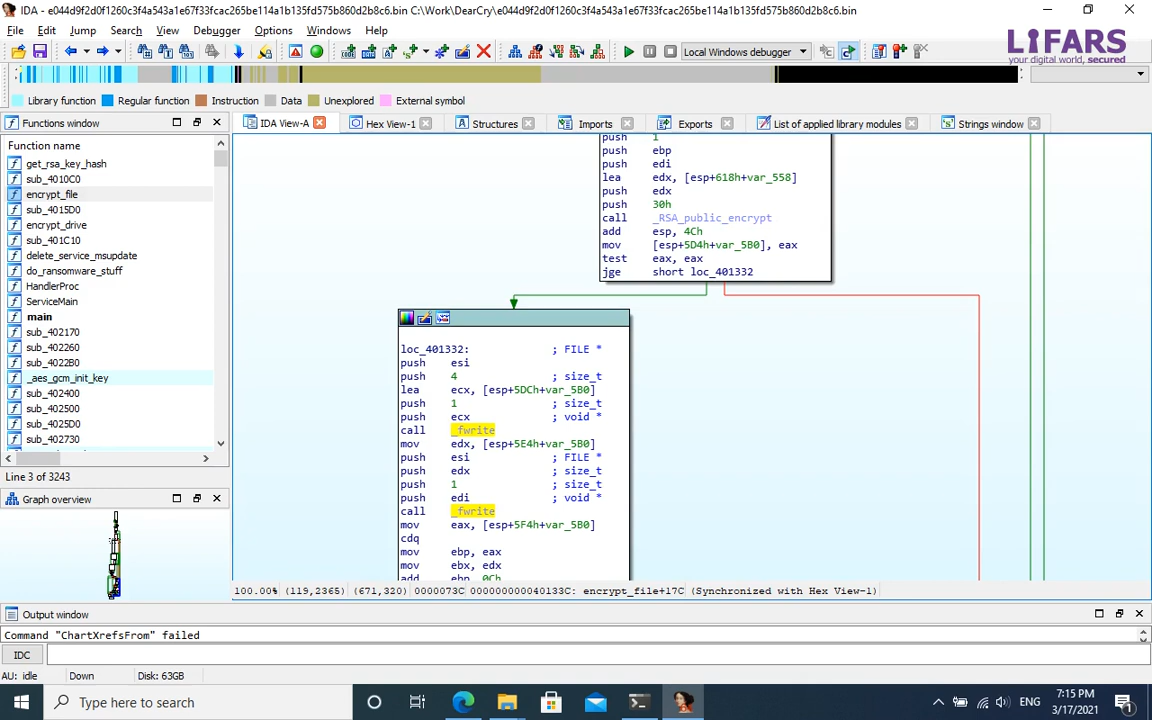 IDA - e044d9f2d0f1260c3f4a543a1e67f33fcac265be114a1b135fd575b860d2b8c6.bin C:\Work\DearCry\e044d9f2d0f1260c3f4a543a1e67f33fcac265be114a1b135fd575b860d2b8c6.bin
File Edit Jump Search View Debugger Options Windows Help
LIFARS
your digital world, secured
Local Windows debugger
Library function Regular function Instruction Data Unexplored External symbol
Functions window
IDA View-A Hex View-1 Structures Imports Exports List of applied library modules Strings window
Function name
get_rsa_key_hash
sub_4010C0
encrypt_file
sub_4015D0
encrypt_drive
sub_401C10
delete_service_msupdate
do_ransomware_stuff
HandlerProc
ServiceMain
main
sub_402170
sub_402260
sub_4022B0
_aes_gcm_init_key
sub_402400
sub_402500
sub_4025D0
sub_402730
Line 3 of 3243
Graph overview
push 1
push ebp
push edi
lea edx, [esp+618h+var_558]
push edx
push 30h
call _RSA_public_encrypt
add esp, 4Ch
mov [esp+5D4h+var_5B0], eax
test eax, eax
jge short loc_401332
loc_401332: ; FILE *
push esi
push 4 ; size_t
lea ecx, [esp+5DCh+var_5B0]
push 1 ; size_t
push ecx ; void *
call _fwrite
mov edx, [esp+5E4h+var_5B0]
push esi ; FILE *
push edx ; size_t
push 1 ; size_t
push edi ; void *
call _fwrite
mov eax, [esp+5F4h+var_5B0]
cdq
mov ebp, eax
mov ebx, edx
add ebp, 0Ch
100.00% (119,2365) (671,320) 0000073C 000000000040133C: encrypt_file+17C (Synchronized with Hex View-1)
Output window
Command "ChartXrefsFrom" failed
IDC
AU: idle Down Disk: 63GB
Type here to search
ENG
7:15 PM
3/17/2021
1